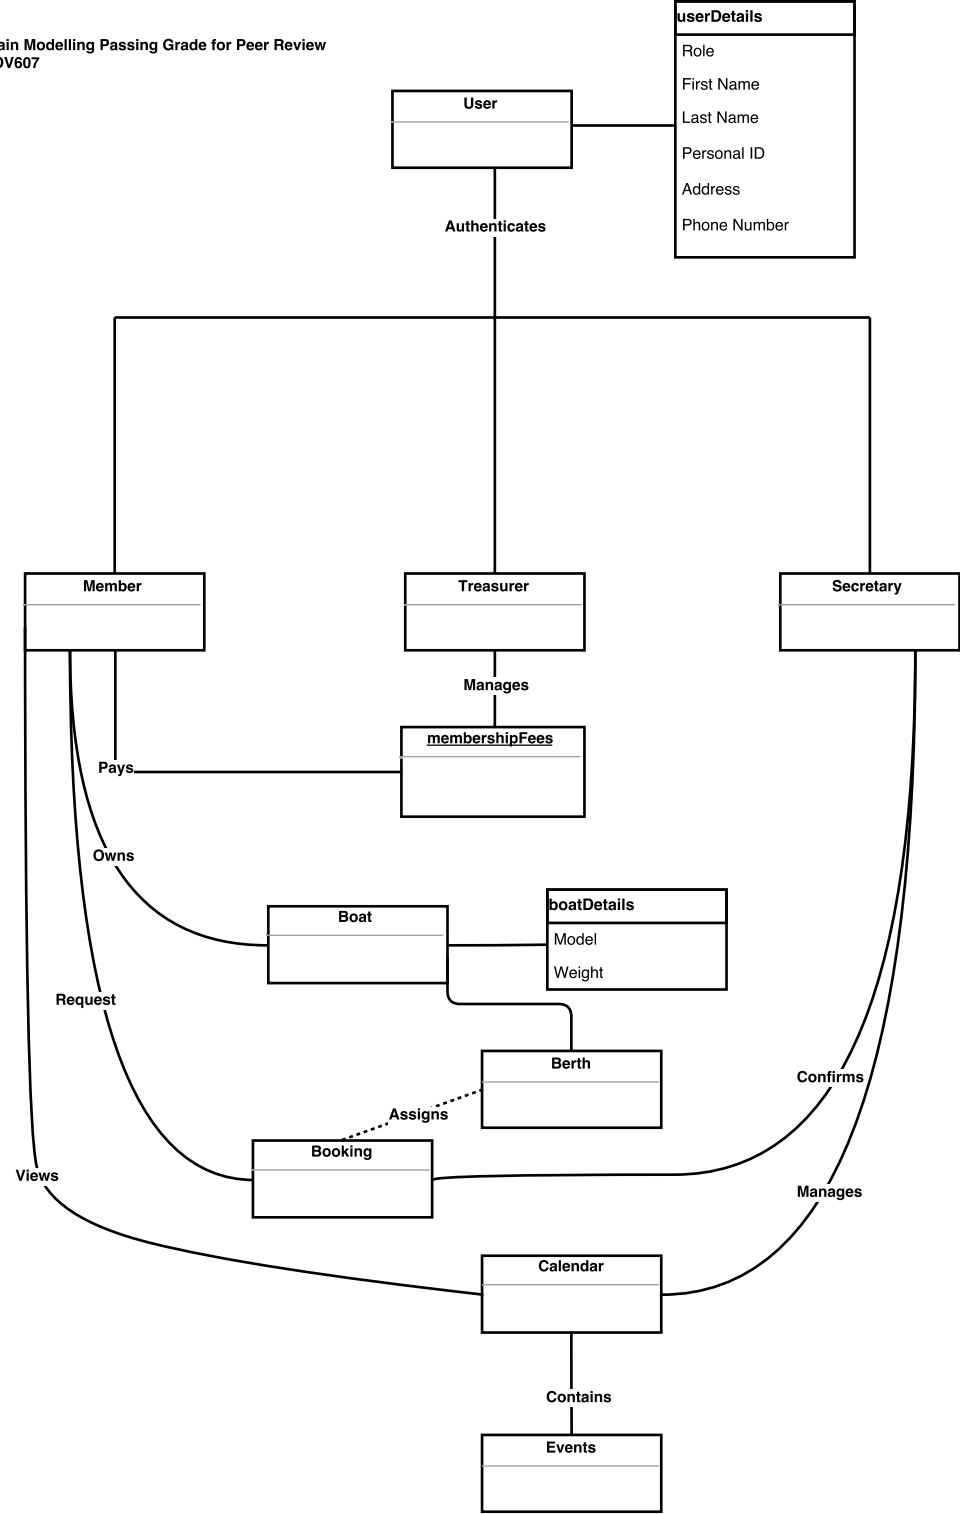 ain Modelling Passing Grade for Peer Review
DV607
userDetails
Role
First Name
Last Name
Personal ID
Address
Phone Number
User
Authenticates
Member
Treasurer
Secretary
Manages
membershipFees
Pays
Owns
Boat
boatDetails
Model
Weight
Request
Berth
Confirms
Assigns
Booking
Views
Manages
Calendar
Contains
Events